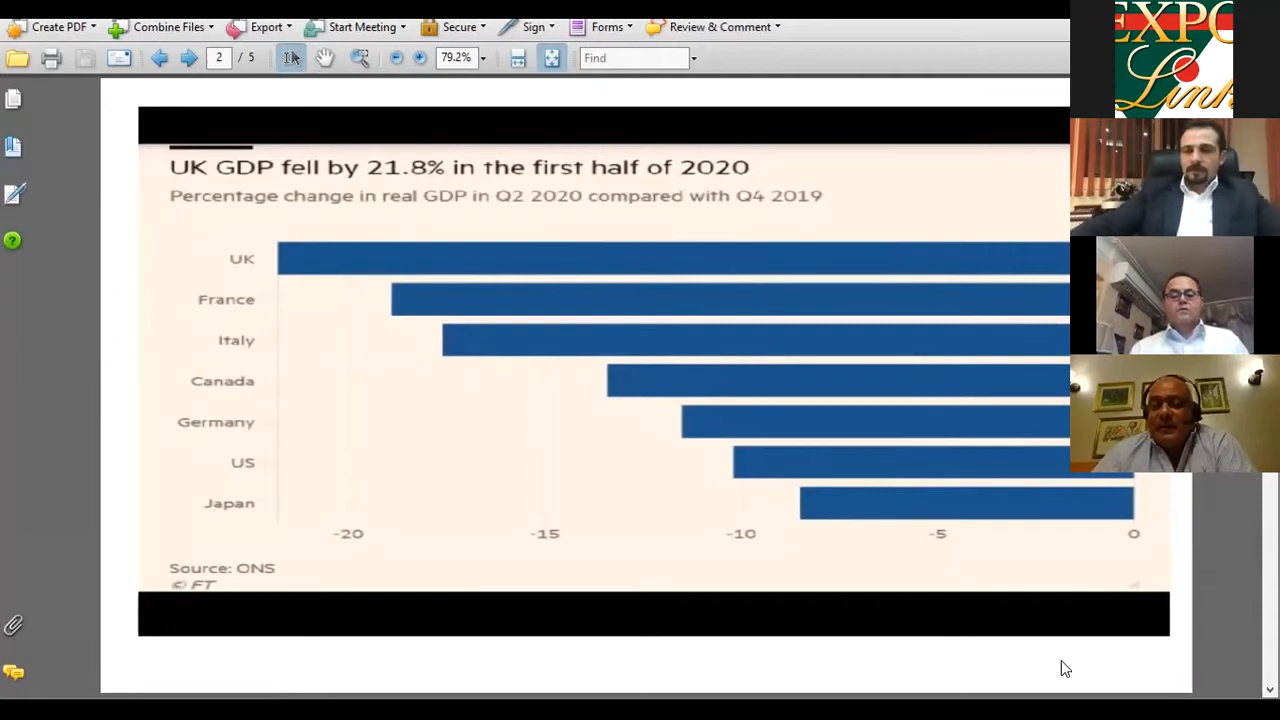 Create PDF Combine Files Export Start Meeting Secure Sign Forms Review & Comment
2 / 5 79.2% Find
EXPO
Link
UK GDP fell by 21.8% in the first half of 2020
Percentage change in real GDP in Q2 2020 compared with Q4 2019
UK
France
Italy
Canada
Germany
US
Japan
-20 -15 -10 -5 0
Source: ONS
© FT